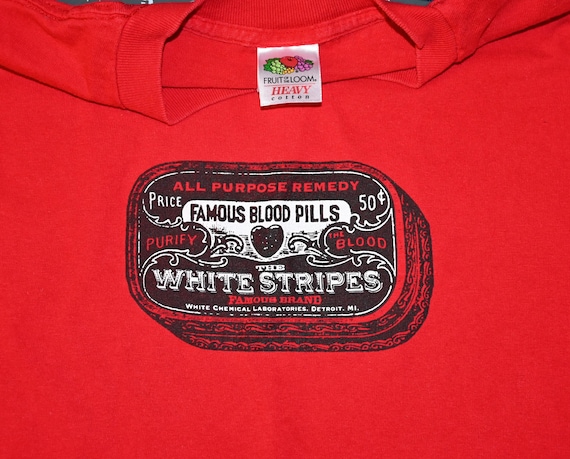 FRUIT OF THE LOOM®
HEAVY
cotton
ALL PURPOSE REMEDY
PRICE 50¢
FAMOUS BLOOD PILLS
PURIFY THE BLOOD
THE
WHITE STRIPES
FAMOUS BRAND
WHITE CHEMICAL LABORATORIES, DETROIT, MI.